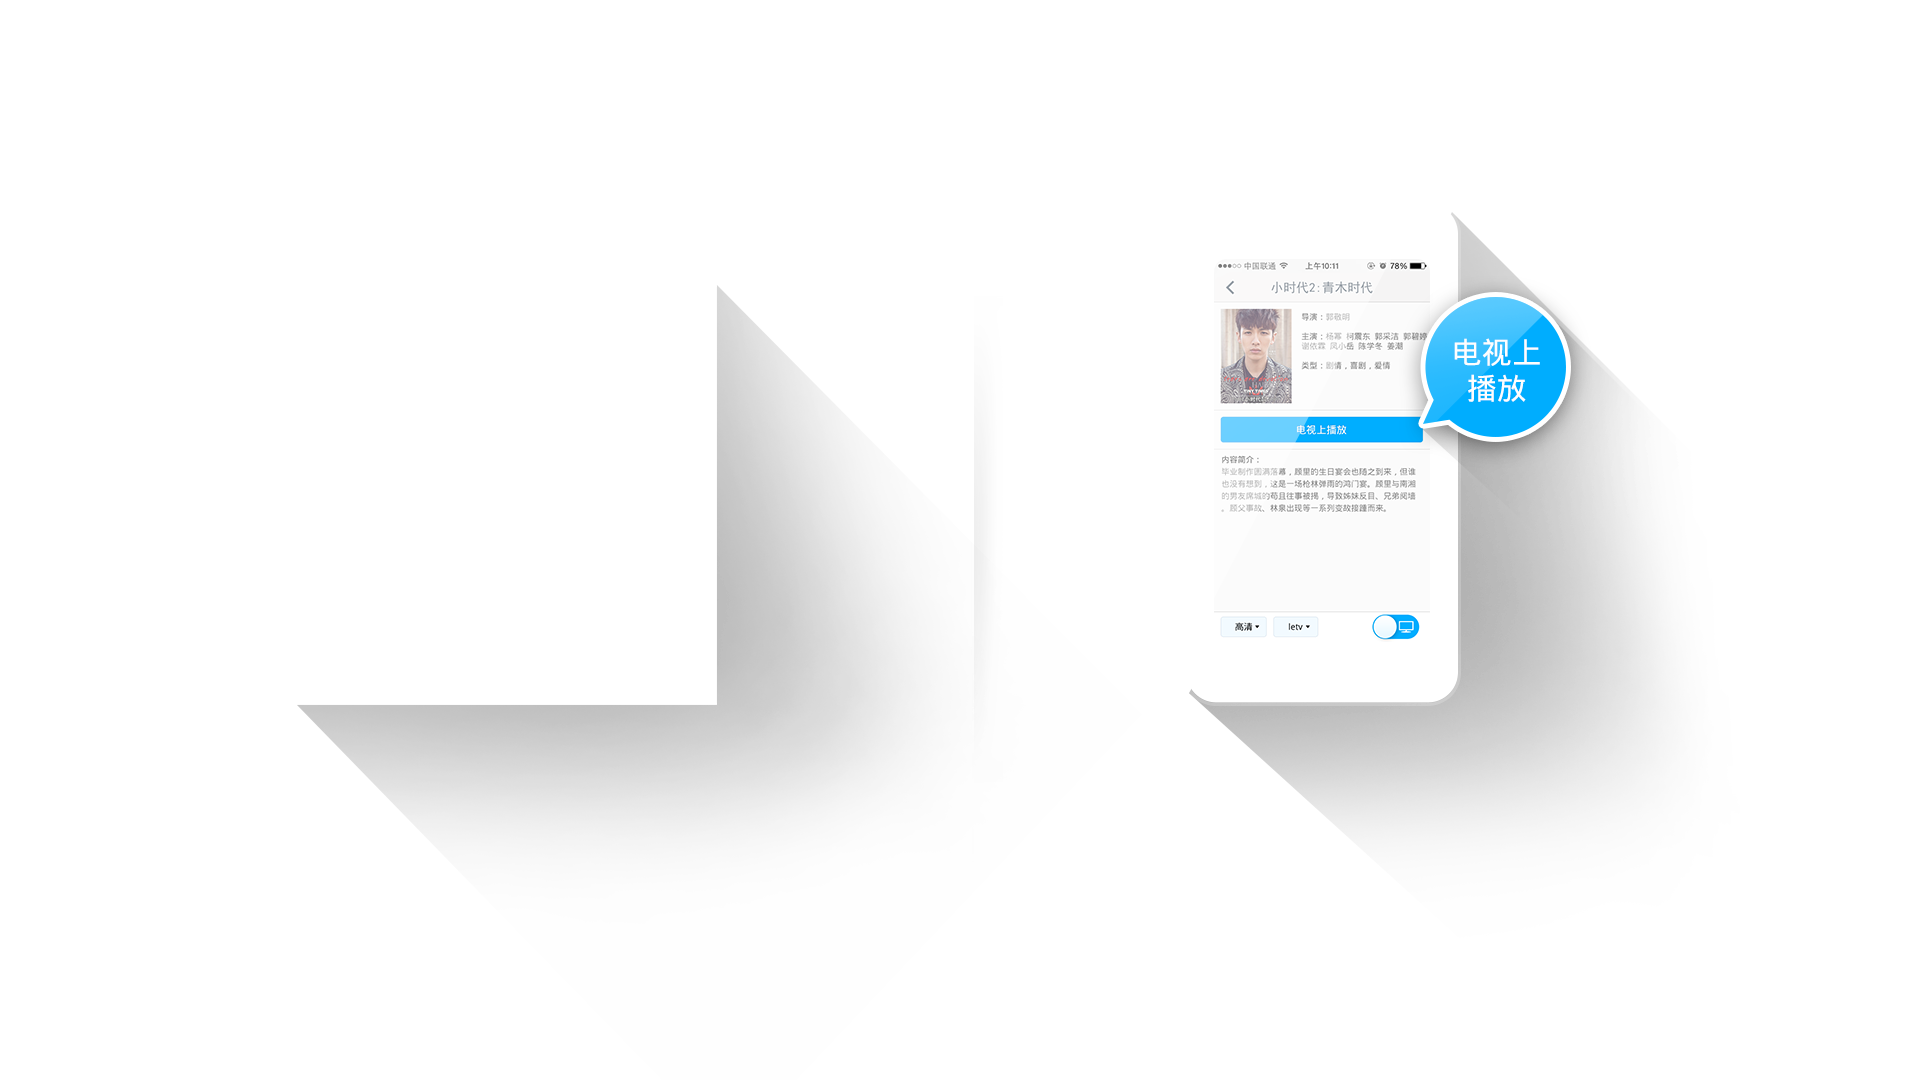 中国联通 上午10:11 78%
小时代2:青木时代
导演：郭敬明
主演：杨幂 柯震东 郭采洁 郭碧婷
谢依霖 凤小岳 陈学冬 姜潮
类型：剧情，喜剧，爱情
电视上
播放
电视上播放
内容简介：
毕业制作圆满落幕，顾里的生日宴会也随之到来，但谁
也没有想到，这是一场枪林弹雨的鸿门宴。顾里与南湘
的男友席城的苟且往事被揭，导致姊妹反目、兄弟阋墙
。顾父事故、林泉出现等一系列变故接踵而来。
高清 letv